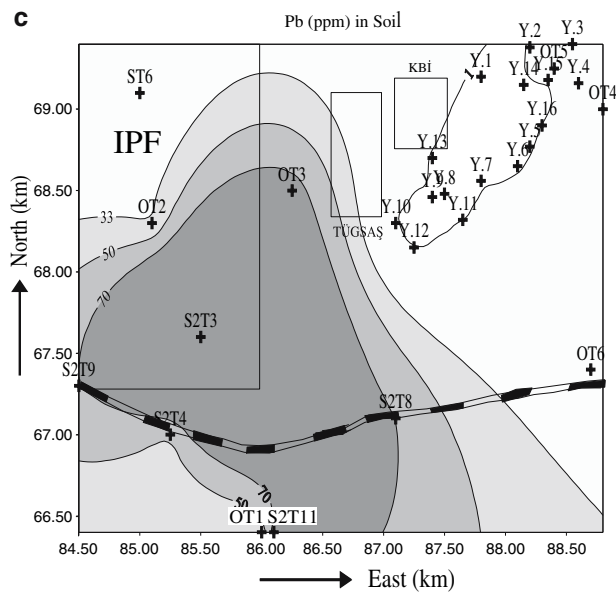 c
Pb (ppm) in Soil
Y.2 Y.3
ST6 KBİ Y.1 OT5
Y.14 Y.15 Y.4
69.00 OT4
IPF Y.16
Y.13 Y.5
Y.6
OT3 Y.7
68.50 Y.9 Y.8
OT2 Y.10 Y.11
33 TÜGSAŞ Y.12
50
68.00
70
S2T3
67.50
S2T9 OT6
S2T4 S2T8
67.00
70
50
66.50 OT1 S2T11
84.50 85.00 85.50 86.00 86.50 87.00 87.50 88.00 88.50
East (km)
North (km)
1